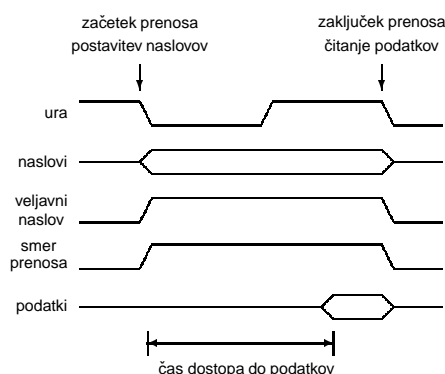 začetek prenosa
postavitev naslovov
zaključek prenosa
čitanje podatkov
ura
naslovi
veljavni
naslov
smer
prenosa
podatki
čas dostopa do podatkov